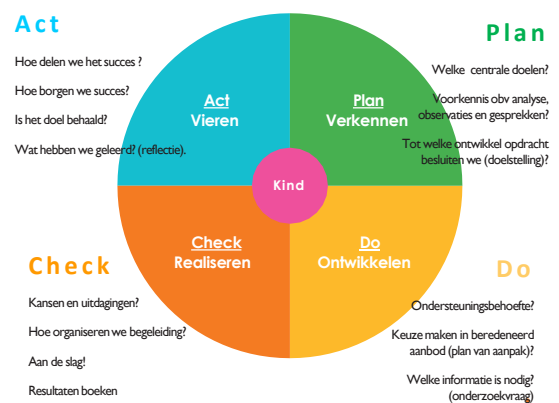 Act
Hoe delen we het succes ?
Hoe borgen we succes?
Is het doel behaald?
Wat hebben we geleerd? (reflectie).
Plan
Welke centrale doelen?
Voorkennis obv analyse,
observaties en gesprekken?
Tot welke ontwikkel opdracht
besluiten we (doelstelling)?
Act
Vieren
Plan
Verkennen
Kind
Check
Realiseren
Do
Ontwikkelen
Check
Kansen en uitdagingen?
Hoe organiseren we begeleiding?
Aan de slag!
Resultaten boeken
Do
Ondersteuningsbehoefte?
Keuze maken in beredeneerd
aanbod (plan van aanpak)?
Welke informatie is nodig?
(onderzoekvraag)